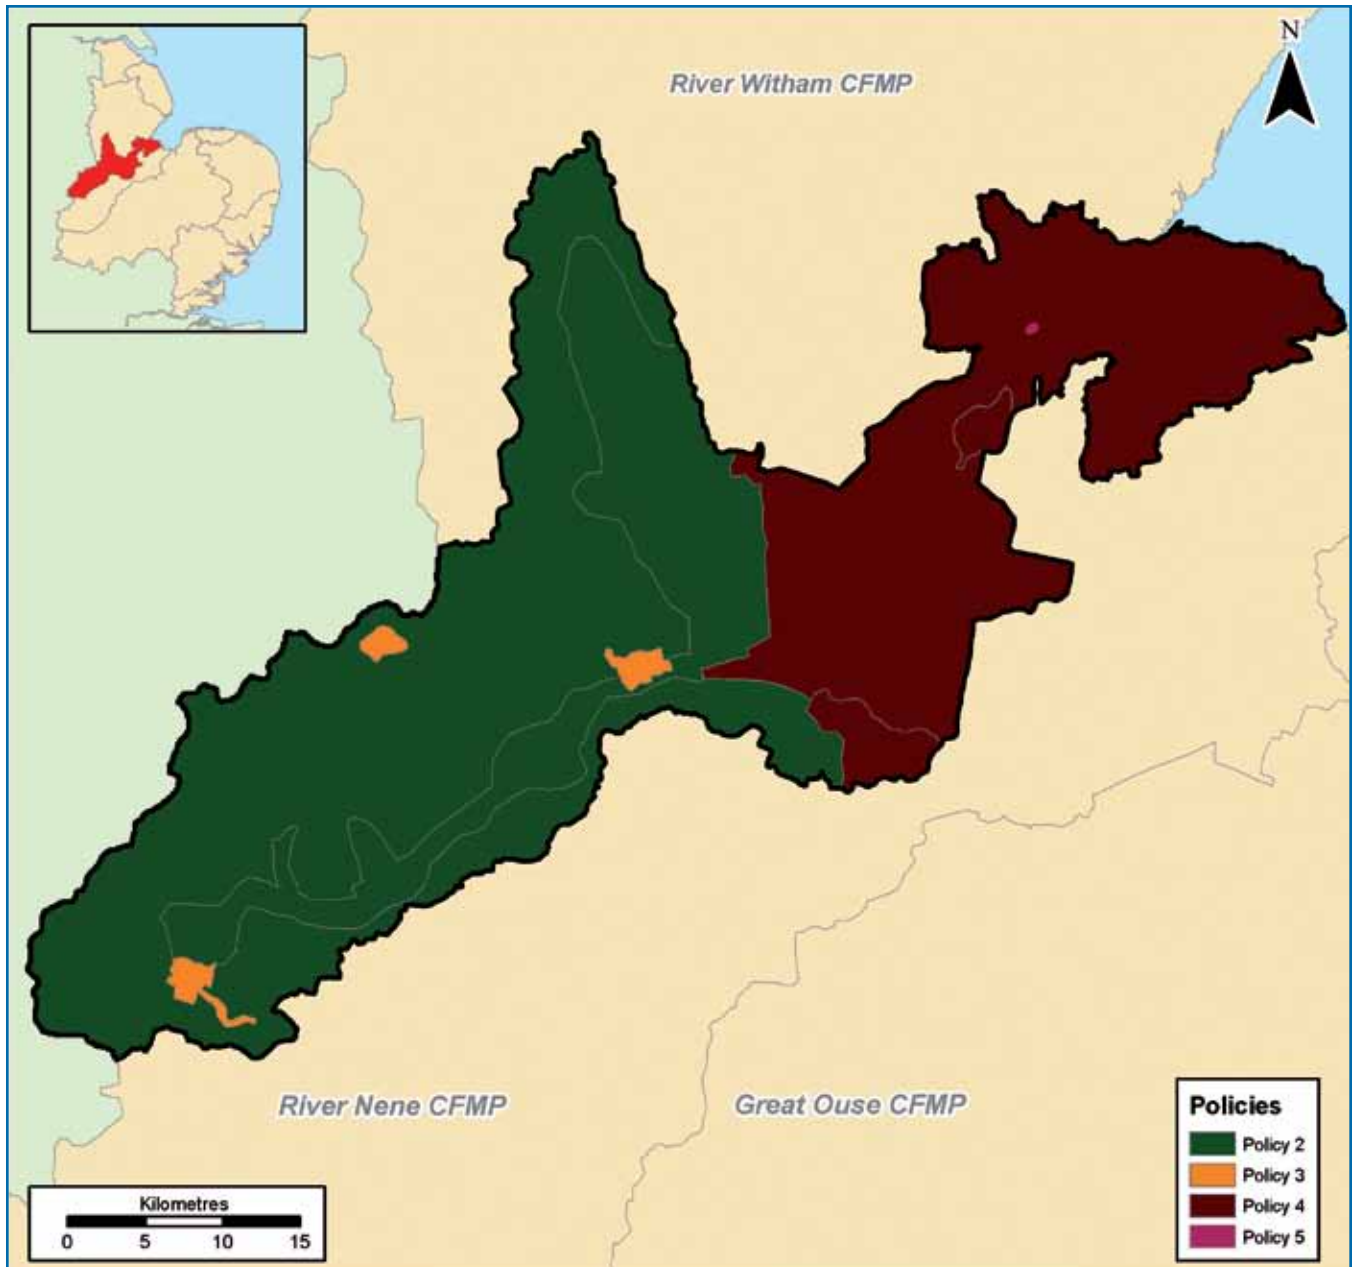 N
River Witham CFMP
River Nene CFMP
Great Ouse CFMP
Policies
Policy 2
Policy 3
Policy 4
Policy 5
Kilometres
0 5 10 15